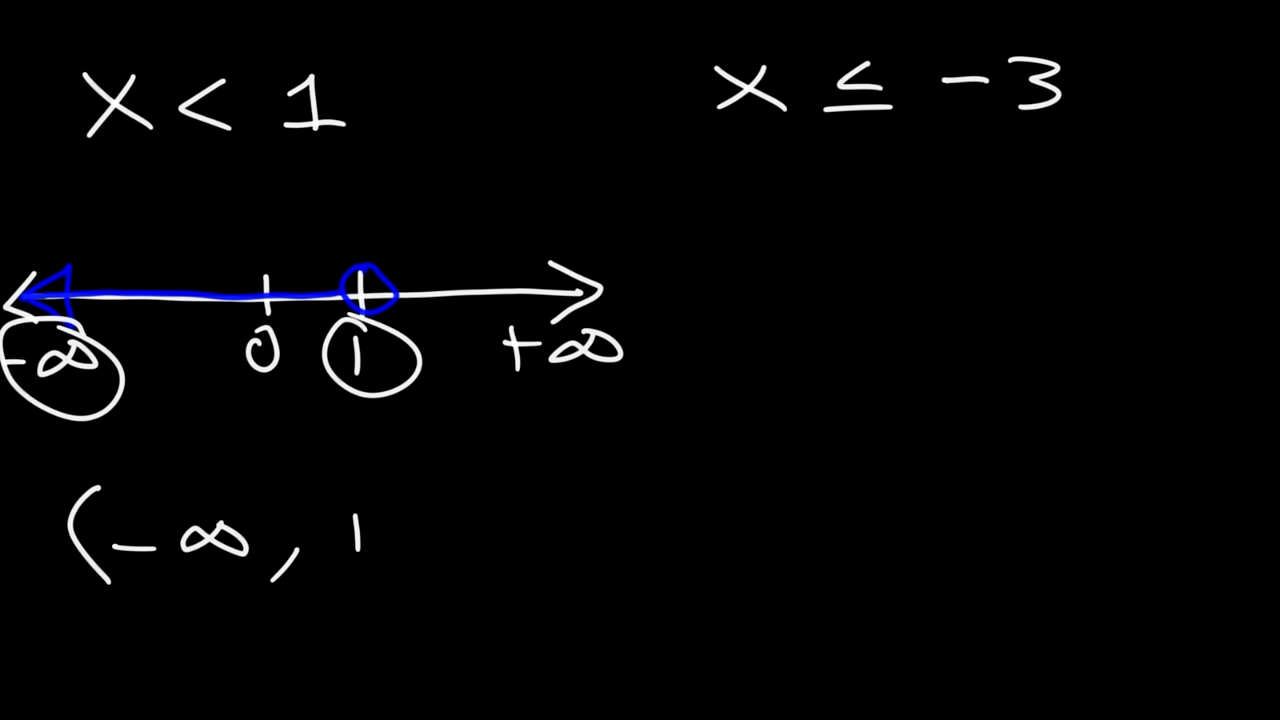 x < 1
x ≤ -3
-∞ 0 1 +∞
(-∞, 1